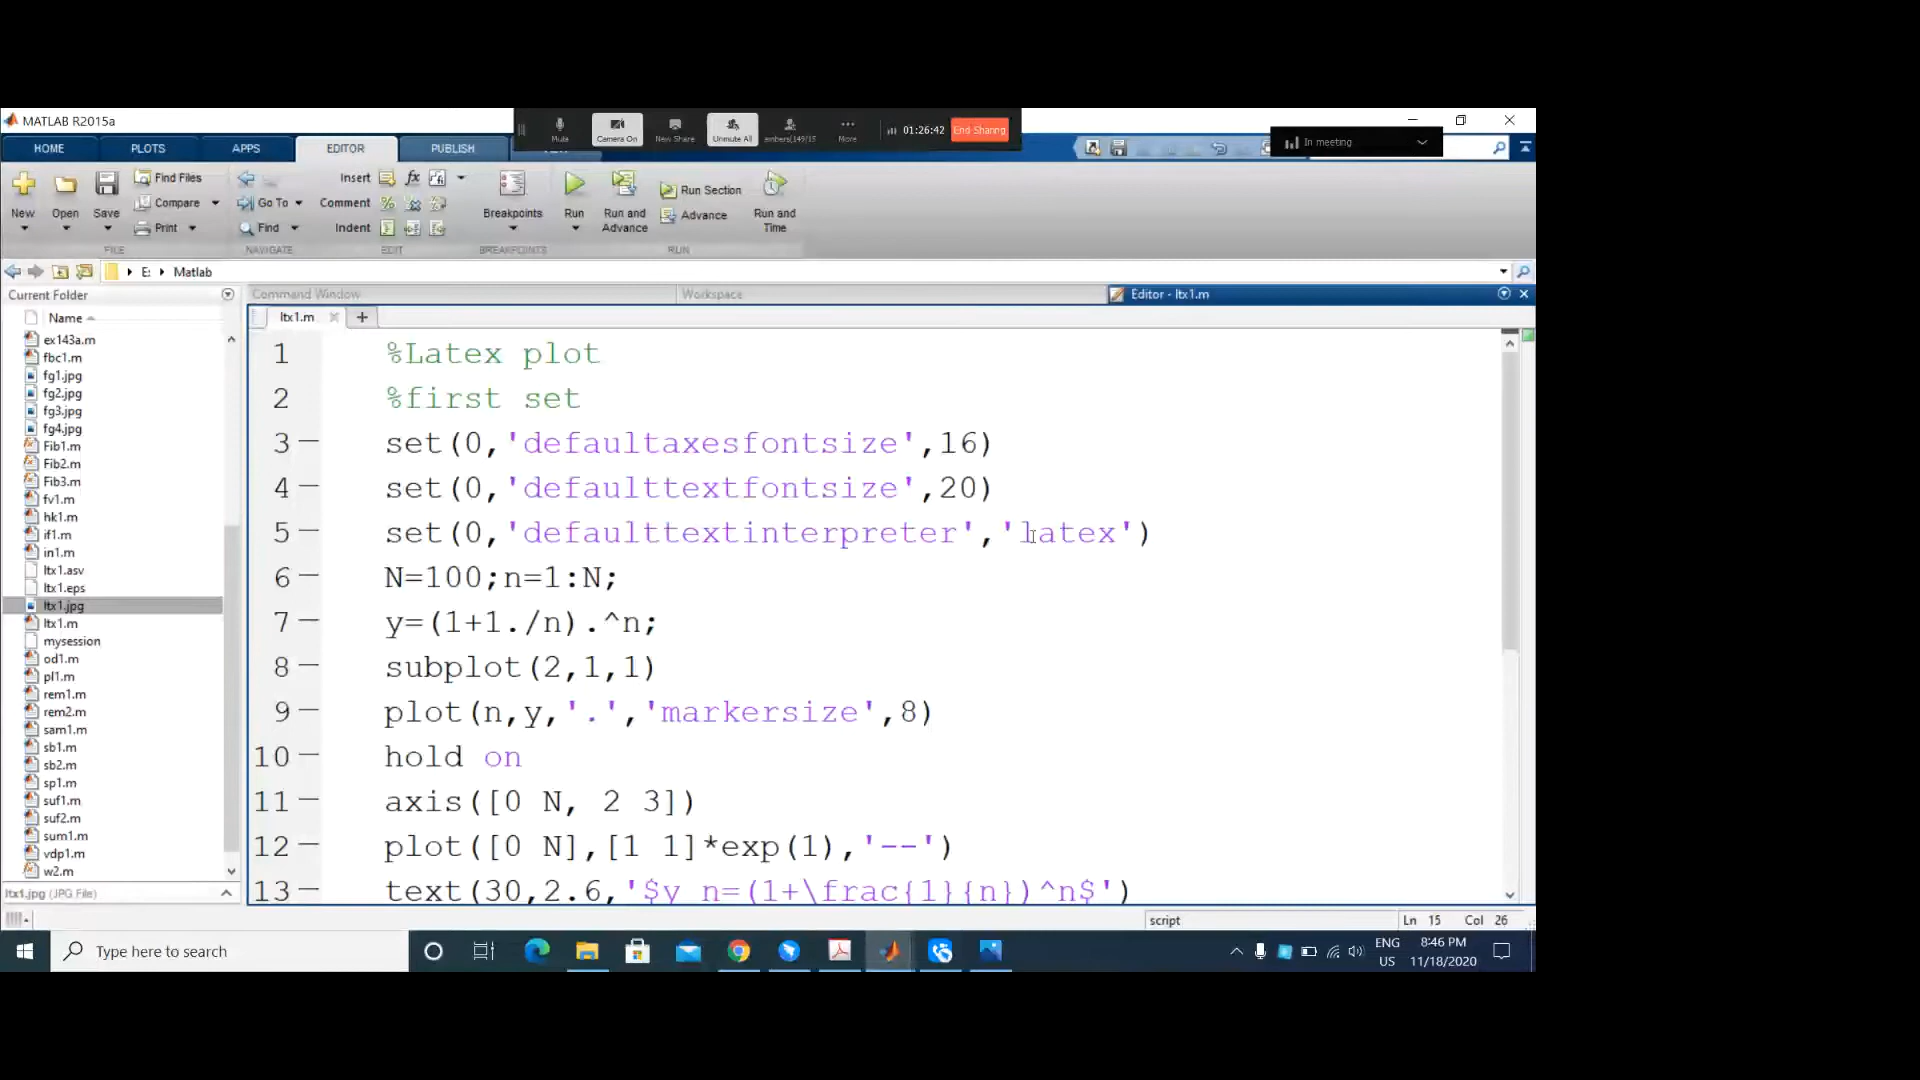 MATLAB R2015a
Mute
Camera On
New Share
Unmute All
embers(149/15
More
01:26:42
End Sharing
In meeting
HOME
PLOTS
APPS
EDITOR
PUBLISH
New
Open
Save
Find Files
Compare
Print
Go To
Find
Insert
fx
Comment
Indent
Breakpoints
Run
Run and
Advance
Run Section
Advance
Run and
Time
FILE
NAVIGATE
EDIT
BREAKPOINTS
RUN
E:
Matlab
Current Folder
Command Window
Workspace
Editor - ltx1.m
Name
ltx1.m
ex143a.m
fbc1.m
fg1.jpg
fg2.jpg
fg3.jpg
fg4.jpg
Fib1.m
Fib2.m
Fib3.m
fv1.m
hk1.m
if1.m
in1.m
ltx1.asv
ltx1.eps
ltx1.jpg
ltx1.m
mysession
od1.m
pl1.m
rem1.m
rem2.m
sam1.m
sb1.m
sb2.m
sp1.m
suf1.m
suf2.m
sum1.m
vdp1.m
w2.m
ltx1.jpg (JPG File)
1 %Latex plot
2 %first set
3 set(0,'defaultaxesfontsize',16)
4 set(0,'defaulttextfontsize',20)
5 set(0,'defaulttextinterpreter','latex')
6 N=100;n=1:N;
7 y=(1+1./n).^n;
8 subplot(2,1,1)
9 plot(n,y,'.','markersize',8)
10 hold on
11 axis([0 N, 2 3])
12 plot([0 N],[1 1]*exp(1),'--')
13 text(30,2.6,'$y n=(1+\frac{1}{n})^n$')
script
Ln 15 Col 26
Type here to search
ENG
US
8:46 PM
11/18/2020